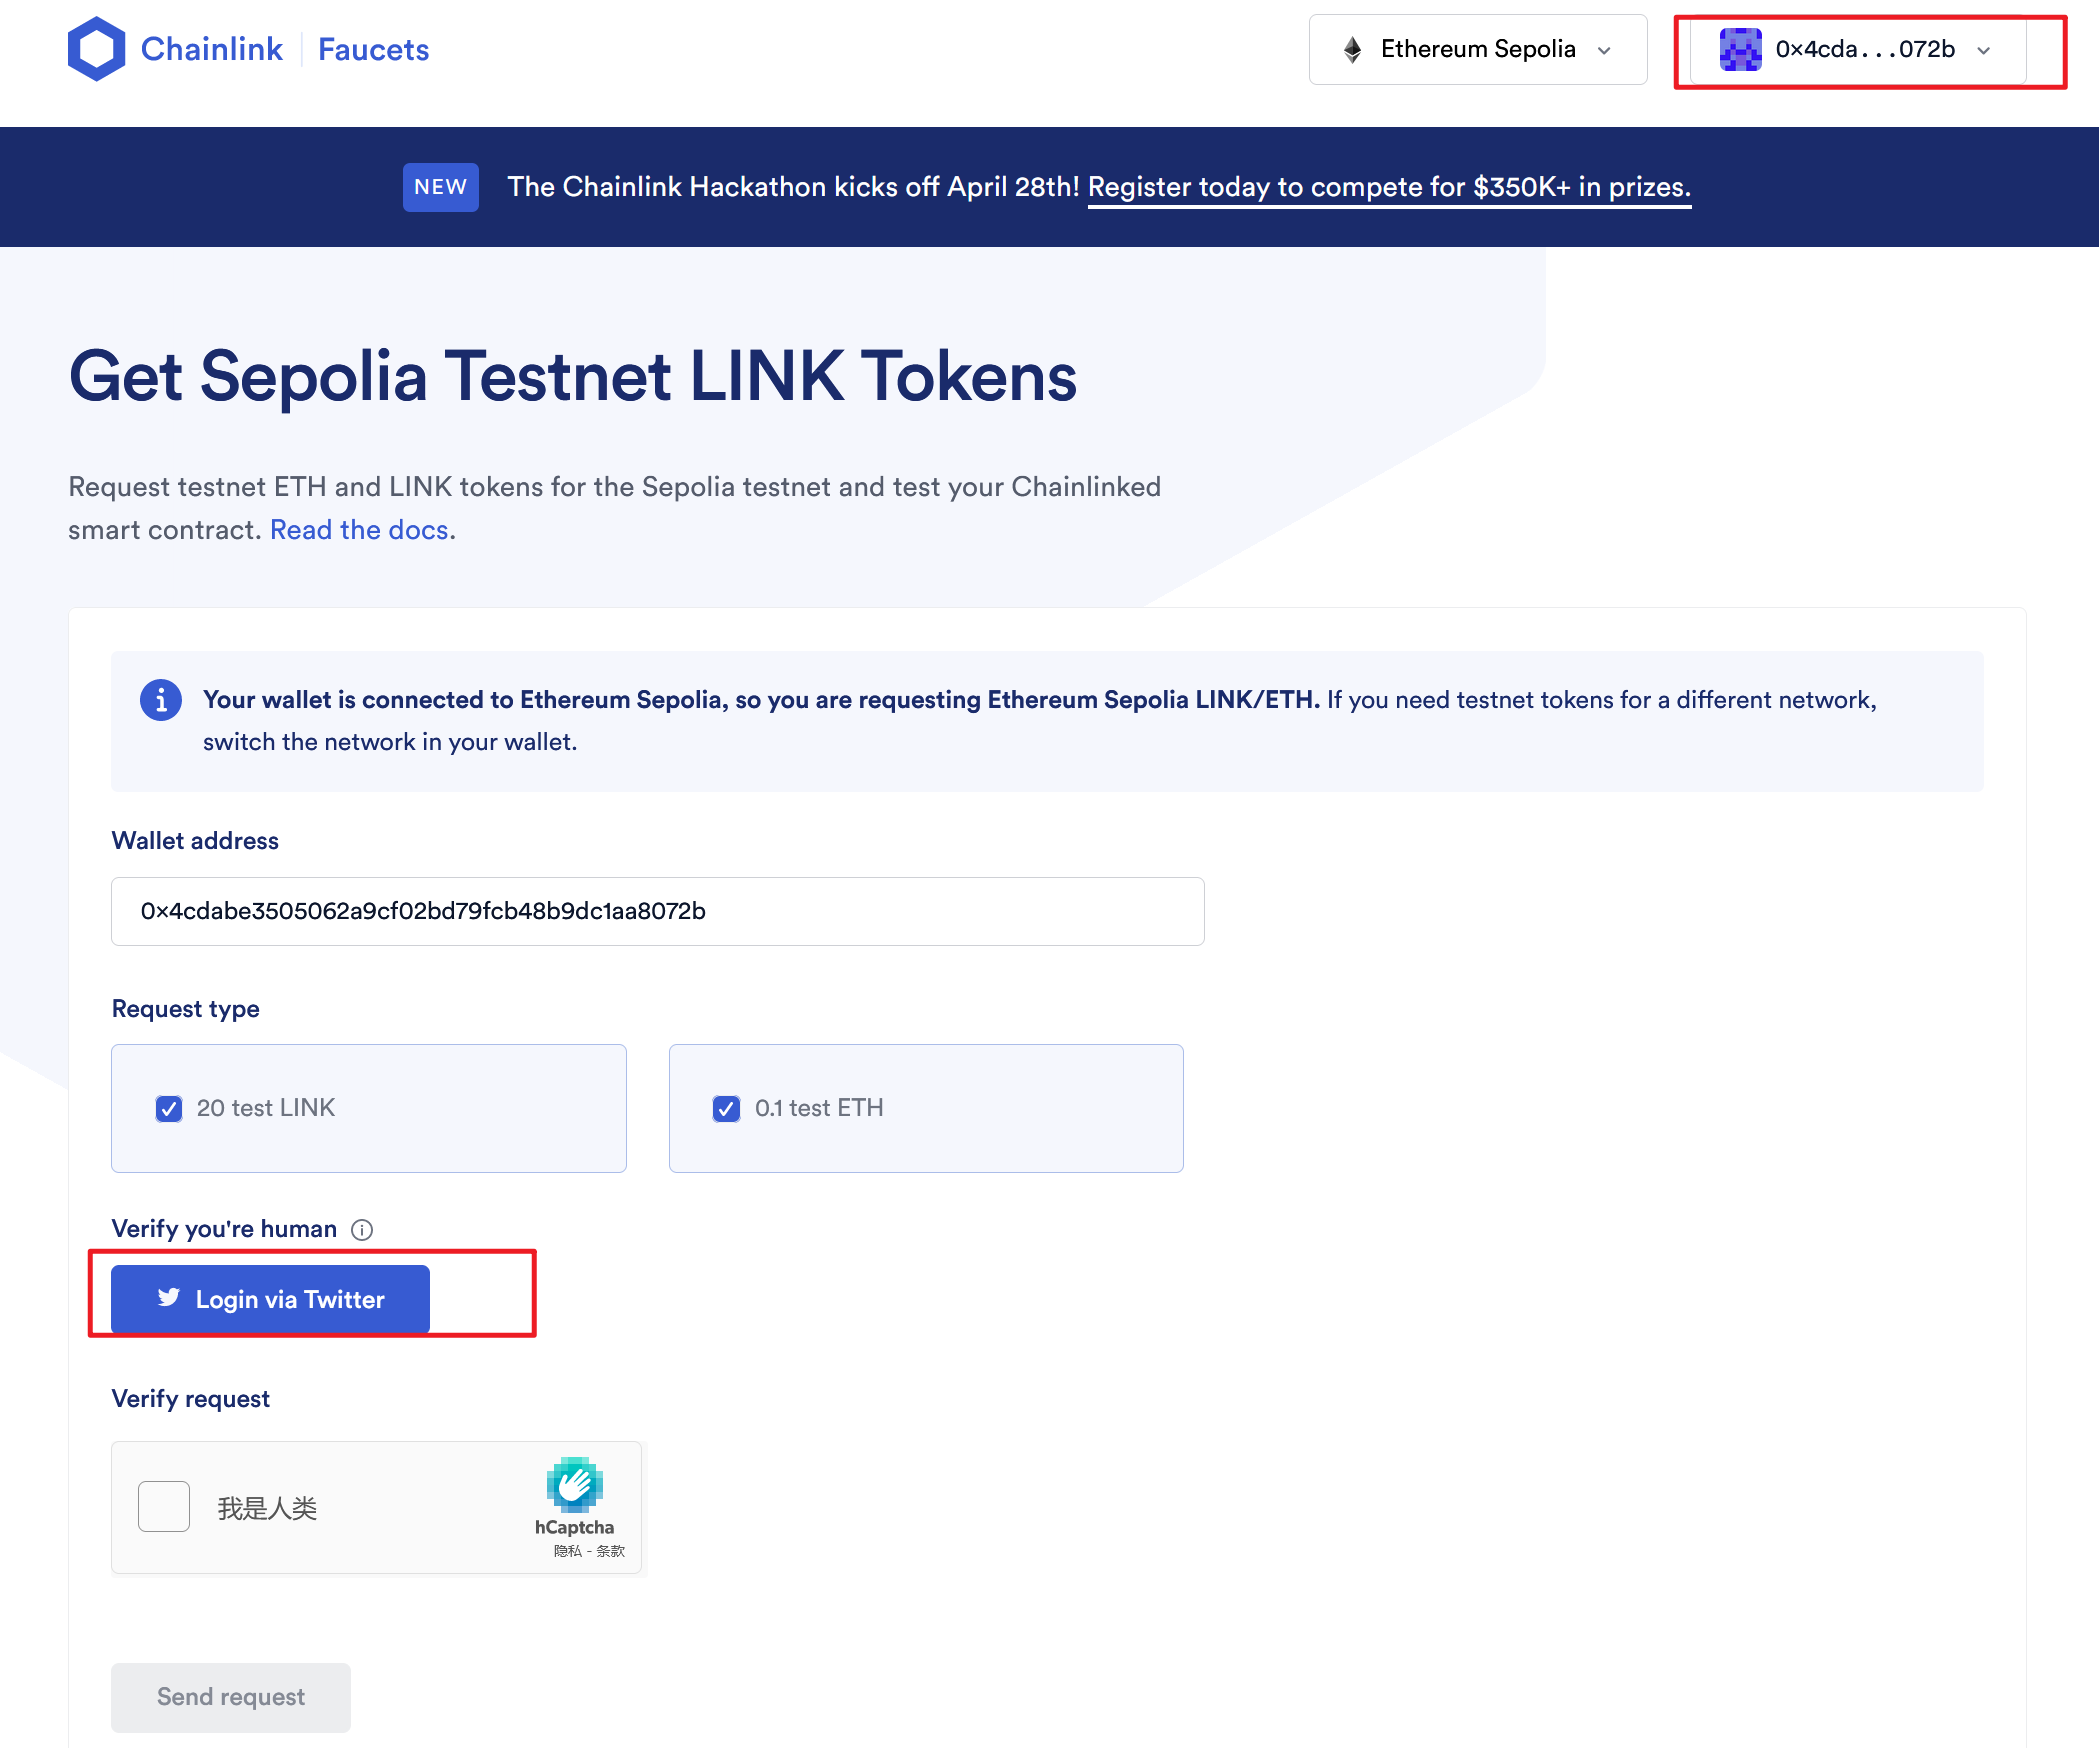 Chainlink Faucets
Ethereum Sepolia
0x4cda...072b
NEW The Chainlink Hackathon kicks off April 28th! Register today to compete for $350K+ in prizes.
Get Sepolia Testnet LINK Tokens
Request testnet ETH and LINK tokens for the Sepolia testnet and test your Chainlinked
smart contract. Read the docs.
Your wallet is connected to Ethereum Sepolia, so you are requesting Ethereum Sepolia LINK/ETH. If you need testnet tokens for a different network,
switch the network in your wallet.
Wallet address
0x4cdabe3505062a9cf02bd79fcb48b9dc1aa8072b
Request type
20 test LINK
0.1 test ETH
Verify you're human
Login via Twitter
Verify request
我是人类
hCaptcha
隐私 - 条款
Send request